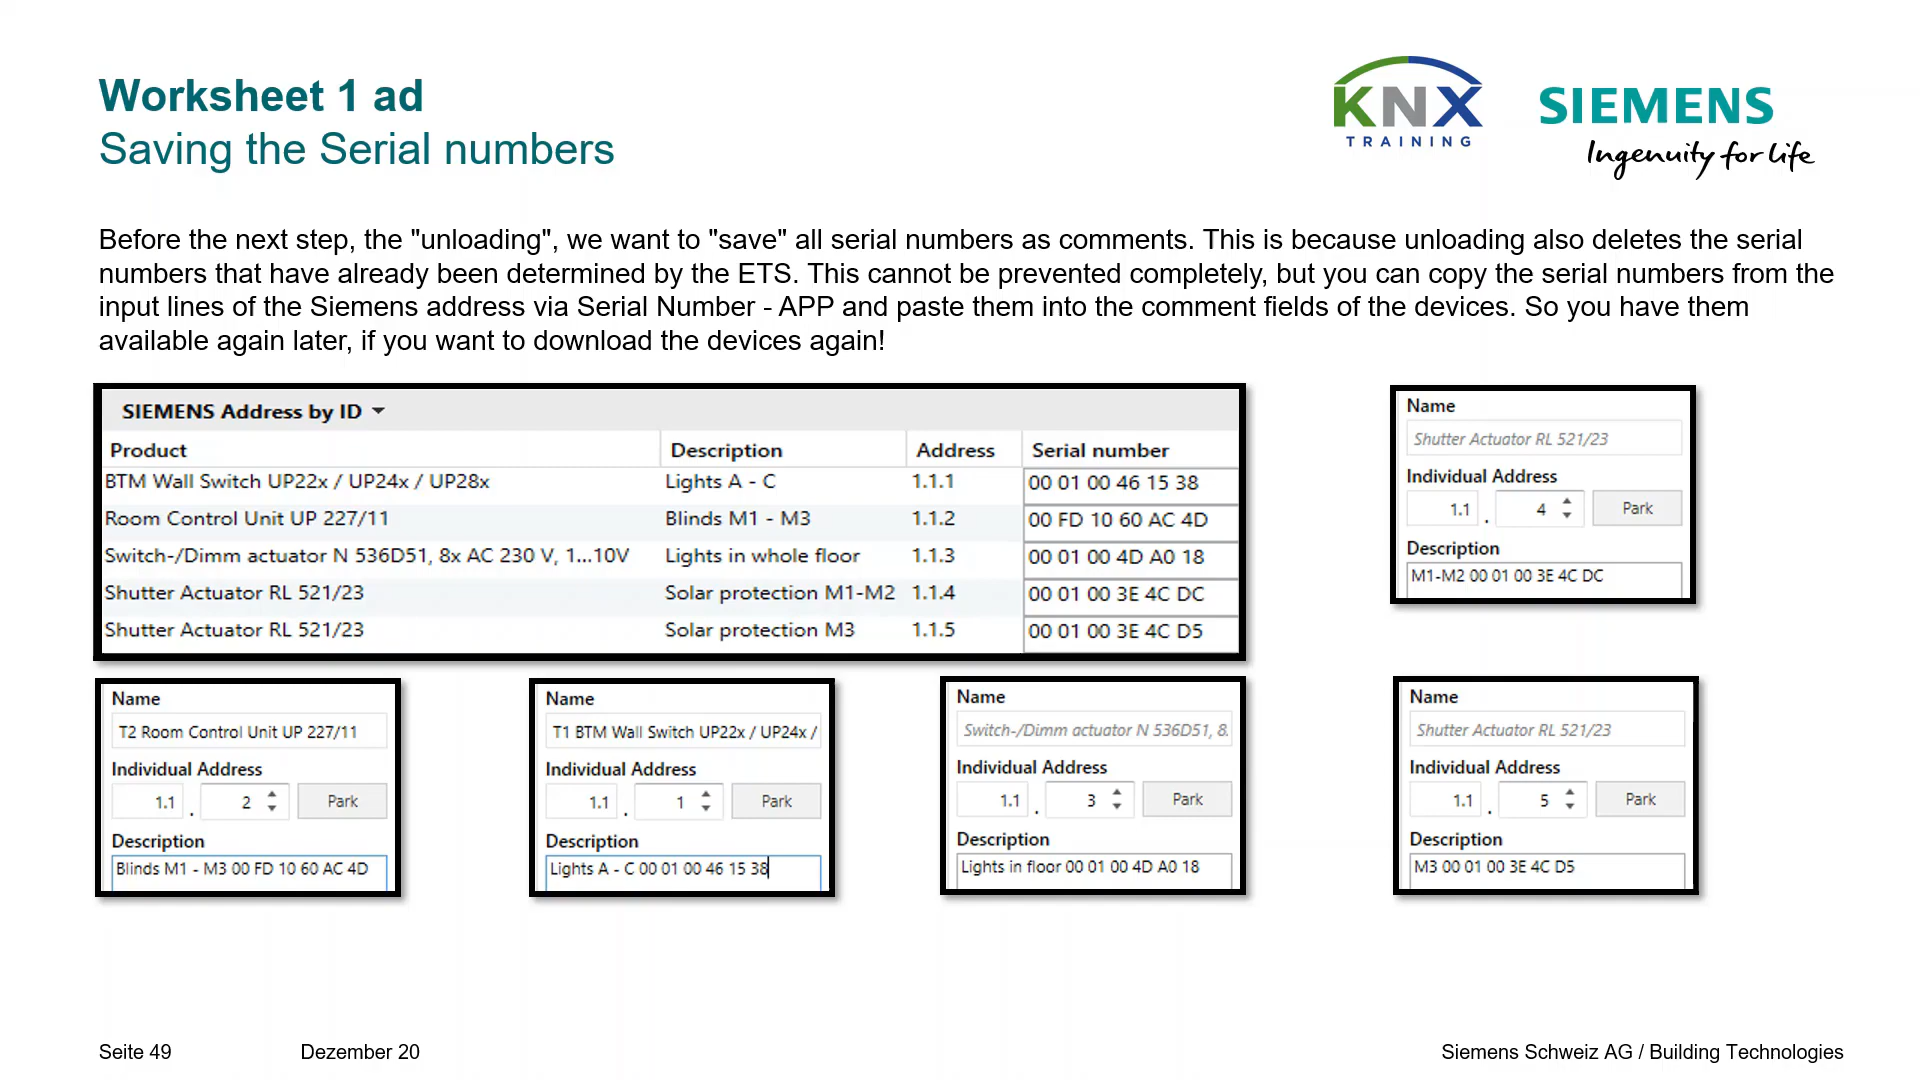 Worksheet 1 ad
Saving the Serial numbers
KNX
TRAINING
SIEMENS
Ingenuity for life
Before the next step, the "unloading", we want to "save" all serial numbers as comments. This is because unloading also deletes the serial
numbers that have already been determined by the ETS. This cannot be prevented completely, but you can copy the serial numbers from the
input lines of the Siemens address via Serial Number - APP and paste them into the comment fields of the devices. So you have them
available again later, if you want to download the devices again!
SIEMENS Address by ID
Product Description Address Serial number
BTM Wall Switch UP22x / UP24x / UP28x Lights A - C 1.1.1 00 01 00 46 15 38
Room Control Unit UP 227/11 Blinds M1 - M3 1.1.2 00 FD 10 60 AC 4D
Switch-/Dimm actuator N 536D51, 8x AC 230 V, 1...10V Lights in whole floor 1.1.3 00 01 00 4D A0 18
Shutter Actuator RL 521/23 Solar protection M1-M2 1.1.4 00 01 00 3E 4C DC
Shutter Actuator RL 521/23 Solar protection M3 1.1.5 00 01 00 3E 4C D5
Name
Shutter Actuator RL 521/23
Individual Address
1.1 . 4 Park
Description
M1-M2 00 01 00 3E 4C DC
Name
T2 Room Control Unit UP 227/11
Individual Address
1.1 . 2 Park
Description
Blinds M1 - M3 00 FD 10 60 AC 4D
Name
T1 BTM Wall Switch UP22x / UP24x /
Individual Address
1.1 . 1 Park
Description
Lights A - C 00 01 00 46 15 38
Name
Switch-/Dimm actuator N 536D51, 8
Individual Address
1.1 . 3 Park
Description
Lights in floor 00 01 00 4D A0 18
Name
Shutter Actuator RL 521/23
Individual Address
1.1 . 5 Park
Description
M3 00 01 00 3E 4C D5
Seite 49 Dezember 20 Siemens Schweiz AG / Building Technologies